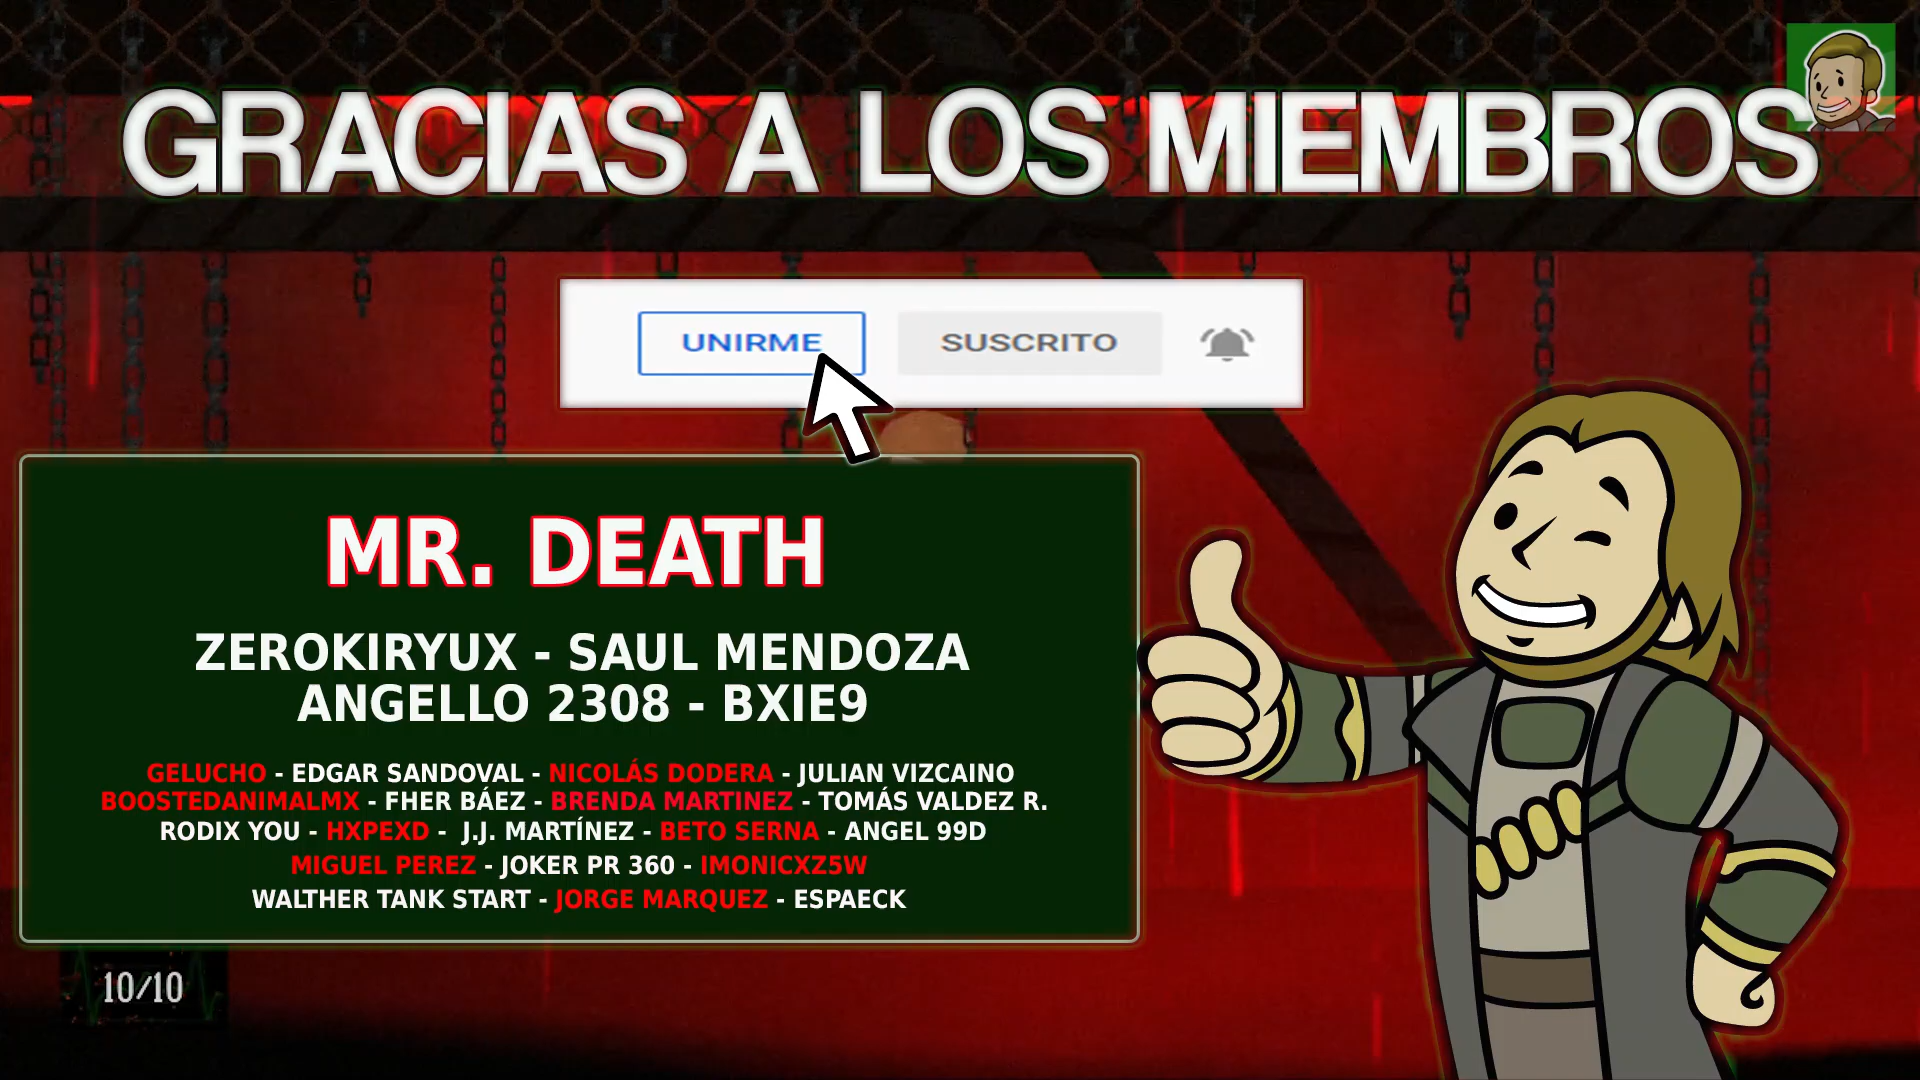 GRACIAS A LOS MIEMBROS
UNIRME SUSCRITO
MR. DEATH
ZEROKIRYUX - SAUL MENDOZA
ANGELLO 2308 - BXIE9
GELUCHO - EDGAR SANDOVAL - NICOLÁS DODERA - JULIAN VIZCAINO
BOOSTEDANIMALMX - FHER BÁEZ - BRENDA MARTINEZ - TOMÁS VALDEZ R.
RODIX YOU - HXPEXD - J.J. MARTÍNEZ - BETO SERNA - ANGEL 99D
MIGUEL PEREZ - JOKER PR 360 - IMONICXZ5W
WALTHER TANK START - JORGE MARQUEZ - ESPAECK
10/10